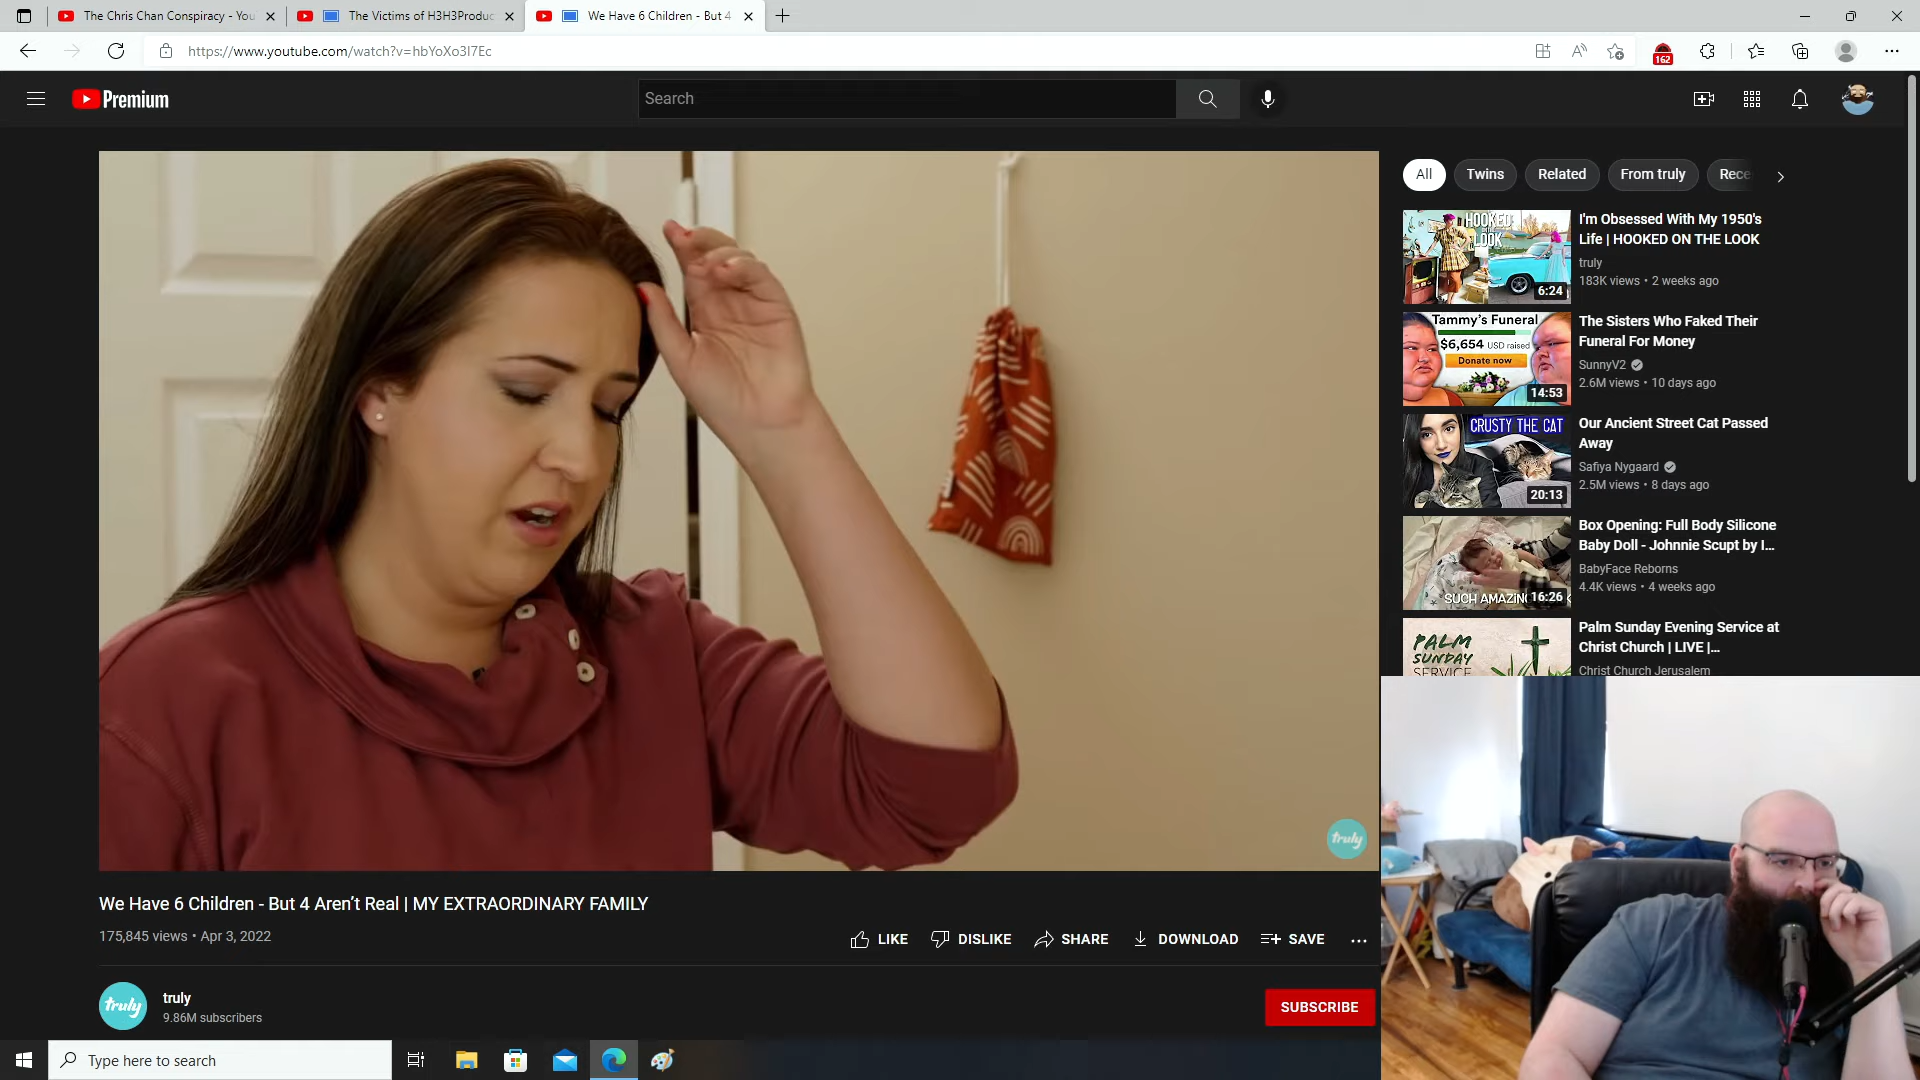 The Chris Chan Conspiracy - You
The Victims of H3H3Produc
We Have 6 Children - But 4
https://www.youtube.com/watch?v=hbYoXo3I7Ec
162
Premium
Search
All
Twins
Related
From truly
Rece
HOOKED
ON THE
LOOK
6:24
I'm Obsessed With My 1950's
Life | HOOKED ON THE LOOK
truly
183K views • 2 weeks ago
Tammy's Funeral
$6,654 USD raised
Donate now
14:53
The Sisters Who Faked Their
Funeral For Money
SunnyV2
2.6M views • 10 days ago
CRUSTY THE CAT
20:13
Our Ancient Street Cat Passed
Away
Safiya Nygaard
2.5M views • 8 days ago
SUCH AMAZIN
16:26
Box Opening: Full Body Silicone
Baby Doll - Johnnie Scupt by I...
BabyFace Reborns
4.4K views • 4 weeks ago
PALM
SUNDAY
SERVICE
Palm Sunday Evening Service at
Christ Church | LIVE |...
Christ Church Jerusalem
truly
We Have 6 Children - But 4 Aren't Real | MY EXTRAORDINARY FAMILY
175,845 views • Apr 3, 2022
LIKE
DISLIKE
SHARE
DOWNLOAD
SAVE
truly
truly
9.86M subscribers
SUBSCRIBE
Type here to search